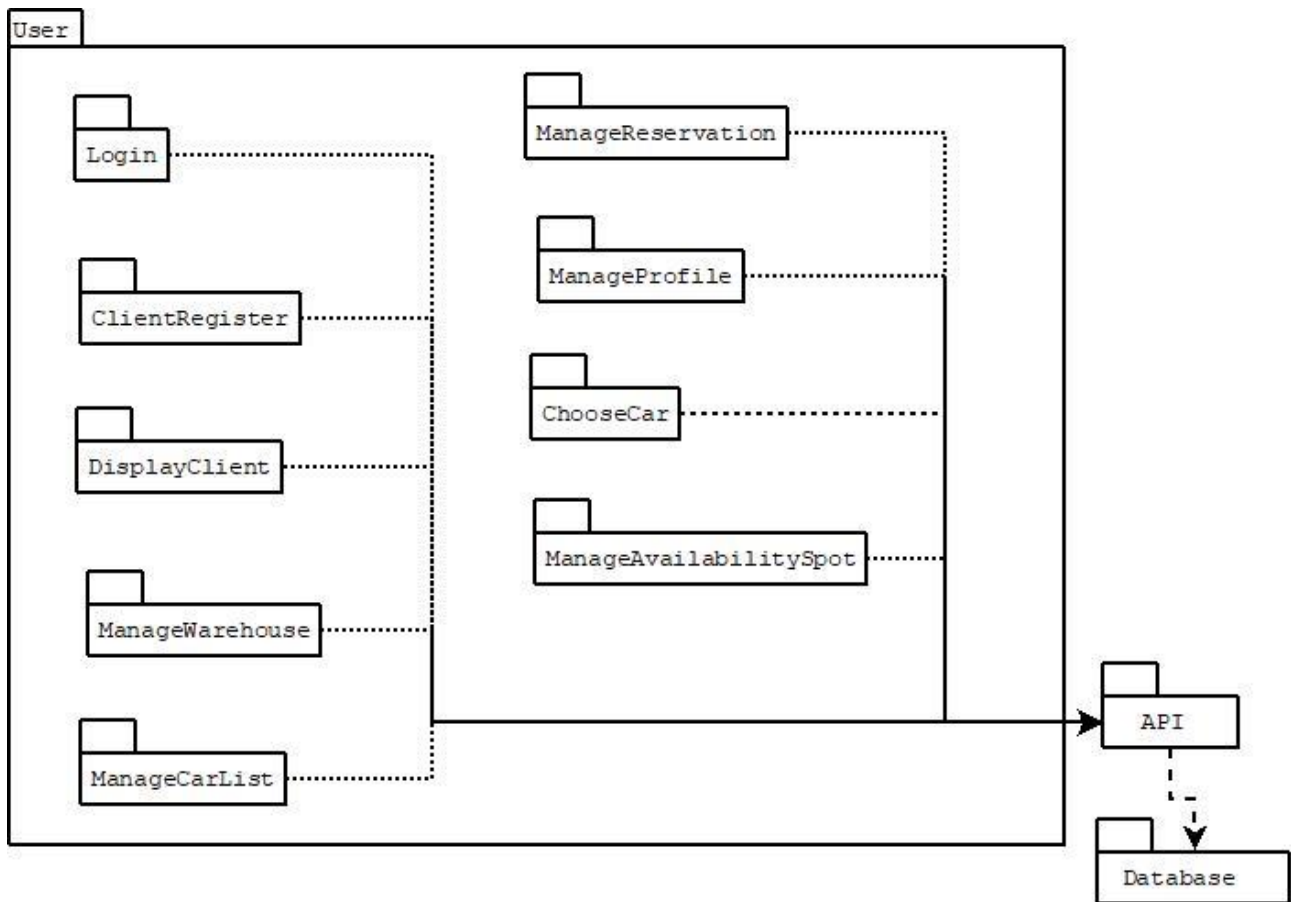 User
Login
ClientRegister
DisplayClient
ManageWarehouse
ManageCarList
ManageReservation
ManageProfile
ChooseCar
ManageAvailabilitySpot
API
Database